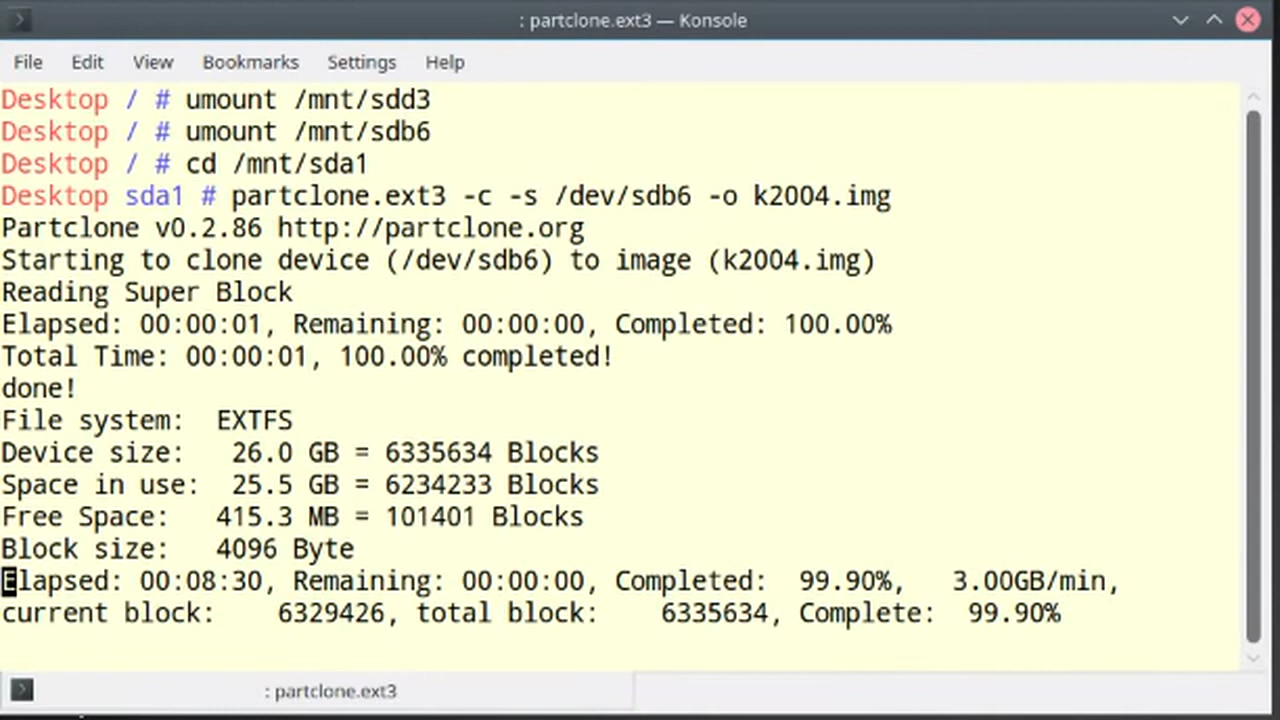 : partclone.ext3 — Konsole
File Edit View Bookmarks Settings Help
Desktop / # umount /mnt/sdd3
Desktop / # umount /mnt/sdb6
Desktop / # cd /mnt/sda1
Desktop sda1 # partclone.ext3 -c -s /dev/sdb6 -o k2004.img
Partclone v0.2.86 http://partclone.org
Starting to clone device (/dev/sdb6) to image (k2004.img)
Reading Super Block
Elapsed: 00:00:01, Remaining: 00:00:00, Completed: 100.00%
Total Time: 00:00:01, 100.00% completed!
done!
File system:  EXTFS
Device size:   26.0 GB = 6335634 Blocks
Space in use:  25.5 GB = 6234233 Blocks
Free Space:   415.3 MB = 101401 Blocks
Block size:   4096 Byte
Elapsed: 00:08:30, Remaining: 00:00:00, Completed:  99.90%,   3.00GB/min,
current block:    6329426, total block:    6335634, Complete:  99.90%
: partclone.ext3